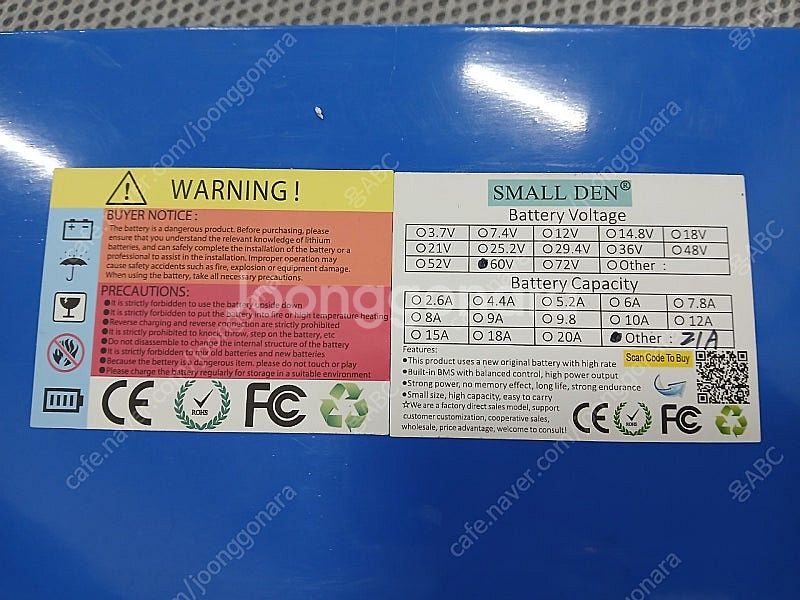 WARNING!
BUYER NOTICE:
The battery is a dangerous product. Before purchasing, please
ensure that you understand the relevant knowledge of lithium
batteries, and can safely complete the installation of the battery or a
professional to assist in the installation. Improper operation may
cause safety accidents such as fire, explosion or equipment damage.
When using the battery, take all necessary precautions.
PRECAUTIONS:
●It is strictly forbidden to use the battery upside down
●It is strictly forbidden to put the battery into fire or high temperature heating
●Reverse charging and reverse connection are strictly prohibited
●It is strictly prohibited to knock, throw, step on the battery, etc
●Do not disassemble to change the internal structure of the battery
●It is strictly forbidden to mix old batteries and new batteries
●Because the battery is a dangerous item, please do not touch or play
●Please charge the battery regularly for storage in a suitable environment
CE ROHS FC
SMALL DEN®
Battery Voltage
○3.7V ○7.4V ○12V ○14.8V ○18V
○21V ○25.2V ○29.4V ○36V ○48V
○52V ●60V ○72V ○Other :
Battery Capacity
○2.6A ○4.4A ○5.2A ○6A ○7.8A
○8A ○9A ○9.8 ○10A ○12A
○15A ○18A ○20A ●Other : 21A
Features:
●This product uses a new original battery with high rate
●Built-in BMS with balanced control, high power output
●Strong power, no memory effect, long life, strong endurance
●Small size, high capacity, easy to carry
☆We are a factory direct sales model, support
customer customization, cooperative sales,
wholesale, price advantage, welcome to consult!
Scan Code To Buy
CE ROHS FC
joonggonara
cafe.naver.com/joonggonara
cafe.naver.com/joonggonara
cafe.naver.com/joonggonara